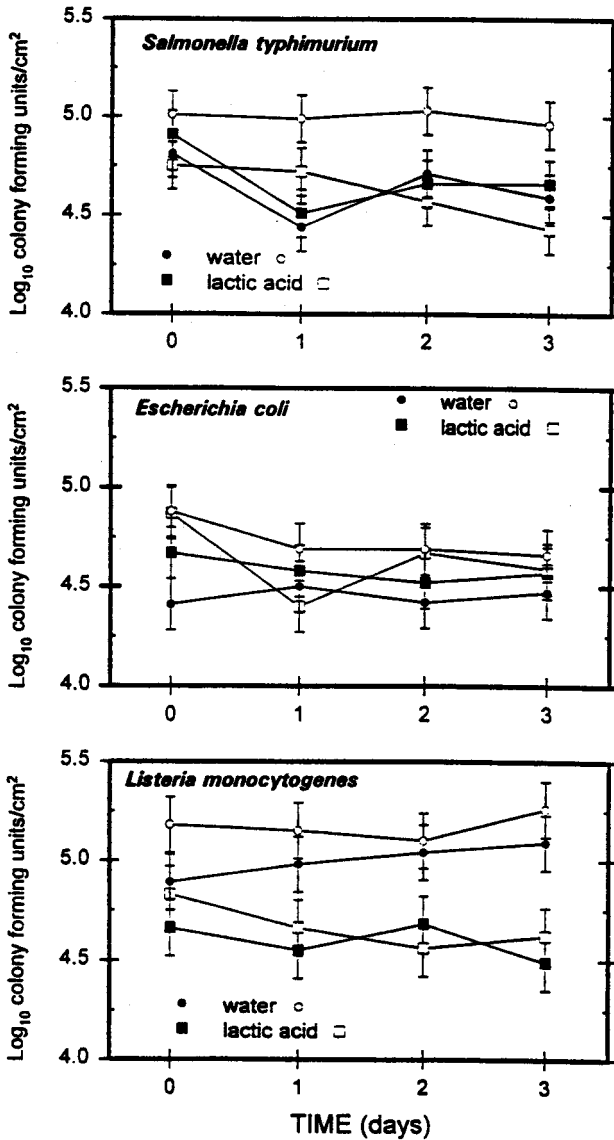 Salmonella typhimurium
Log10 colony forming units/cm2
5.5
5.0
4.5
4.0
water
lactic acid
0 1 2 3
Escherichia coli
Log10 colony forming units/cm2
5.5
5.0
4.5
4.0
water
lactic acid
0 1 2 3
Listeria monocytogenes
Log10 colony forming units/cm2
5.5
5.0
4.5
4.0
water
lactic acid
0 1 2 3
TIME (days)